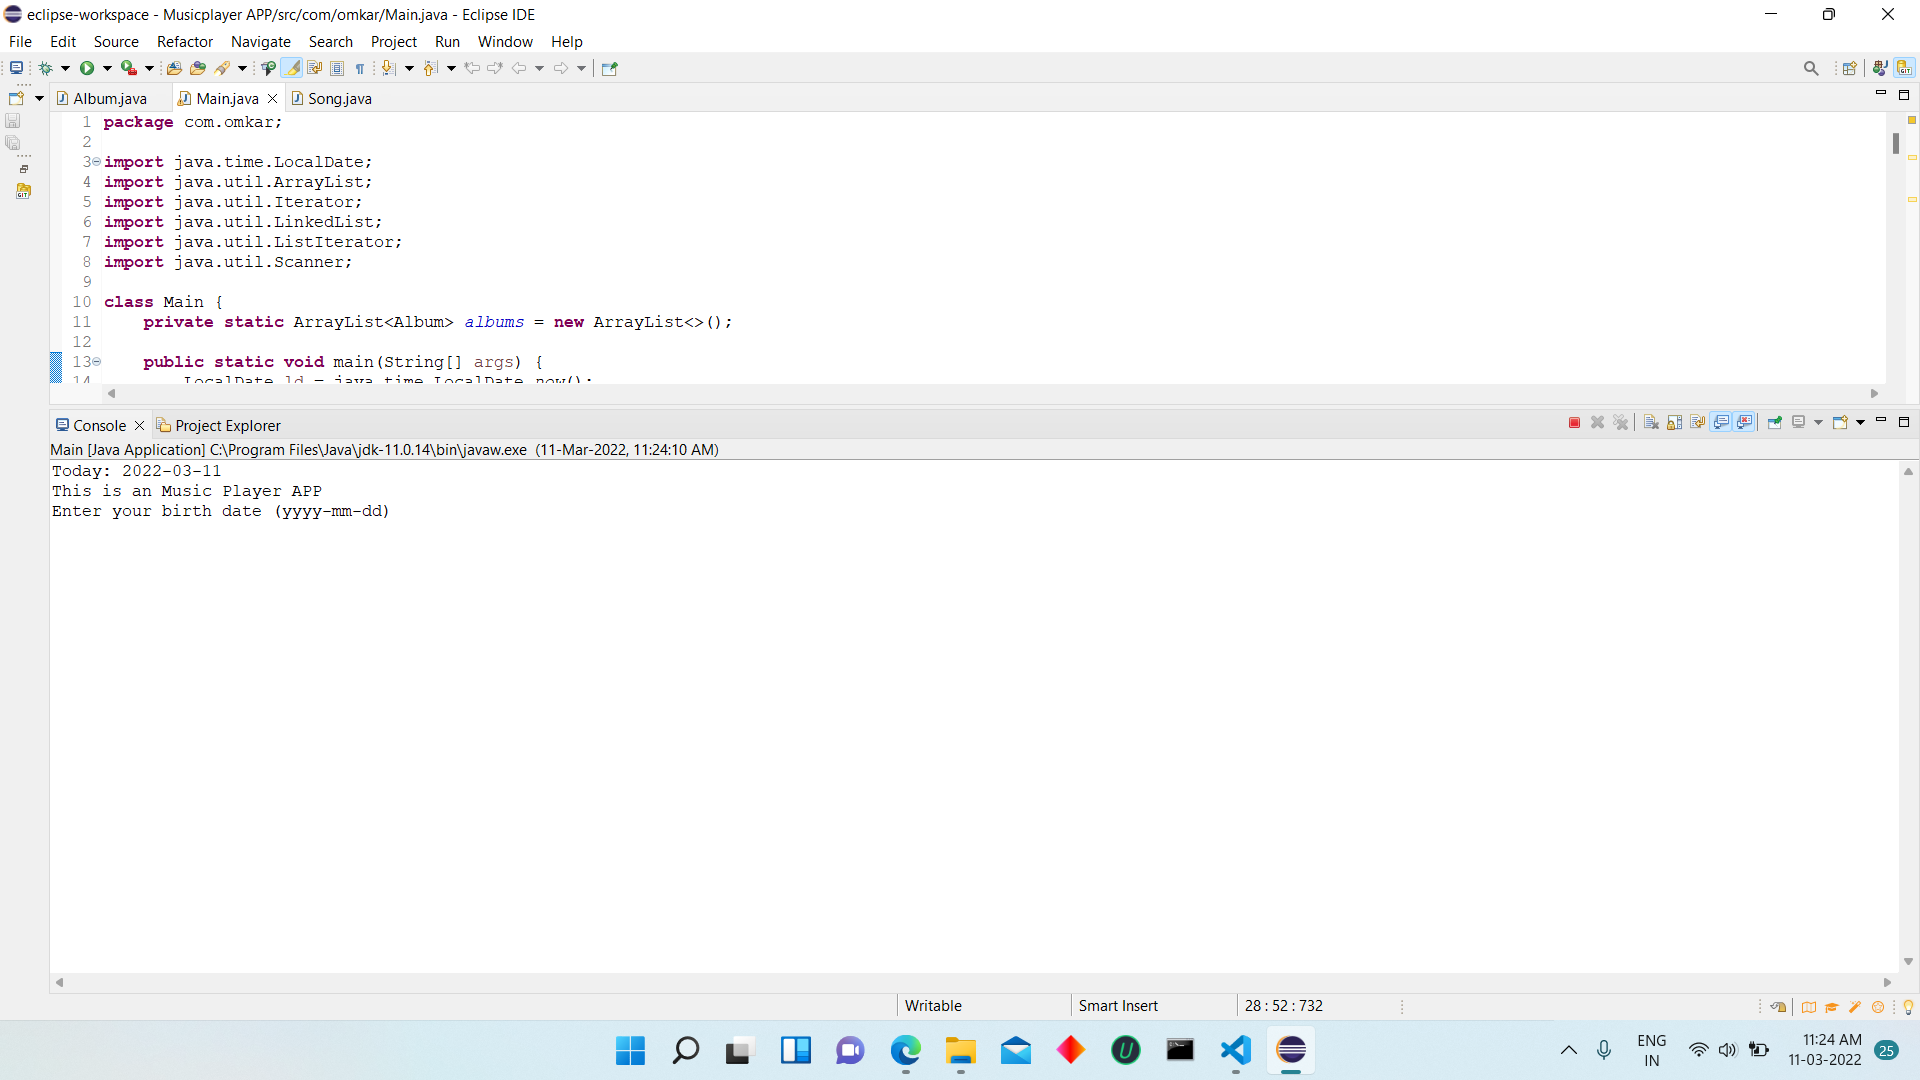 eclipse-workspace - Musicplayer APP/src/com/omkar/Main.java - Eclipse IDE
File Edit Source Refactor Navigate Search Project Run Window Help
Album.java Main.java Song.java
1 package com.omkar;
2
3 import java.time.LocalDate;
4 import java.util.ArrayList;
5 import java.util.Iterator;
6 import java.util.LinkedList;
7 import java.util.ListIterator;
8 import java.util.Scanner;
9
10 class Main {
11 private static ArrayList<Album> albums = new ArrayList<>();
12
13 public static void main(String[] args) {
14 LocalDate ld = java.time.LocalDate.now();
Console Project Explorer
Main [Java Application] C:\Program Files\Java\jdk-11.0.14\bin\javaw.exe (11-Mar-2022, 11:24:10 AM)
Today: 2022-03-11
This is an Music Player APP
Enter your birth date (yyyy-mm-dd)
Writable Smart Insert 28 : 52 : 732
ENG 11:24 AM
IN 11-03-2022 25